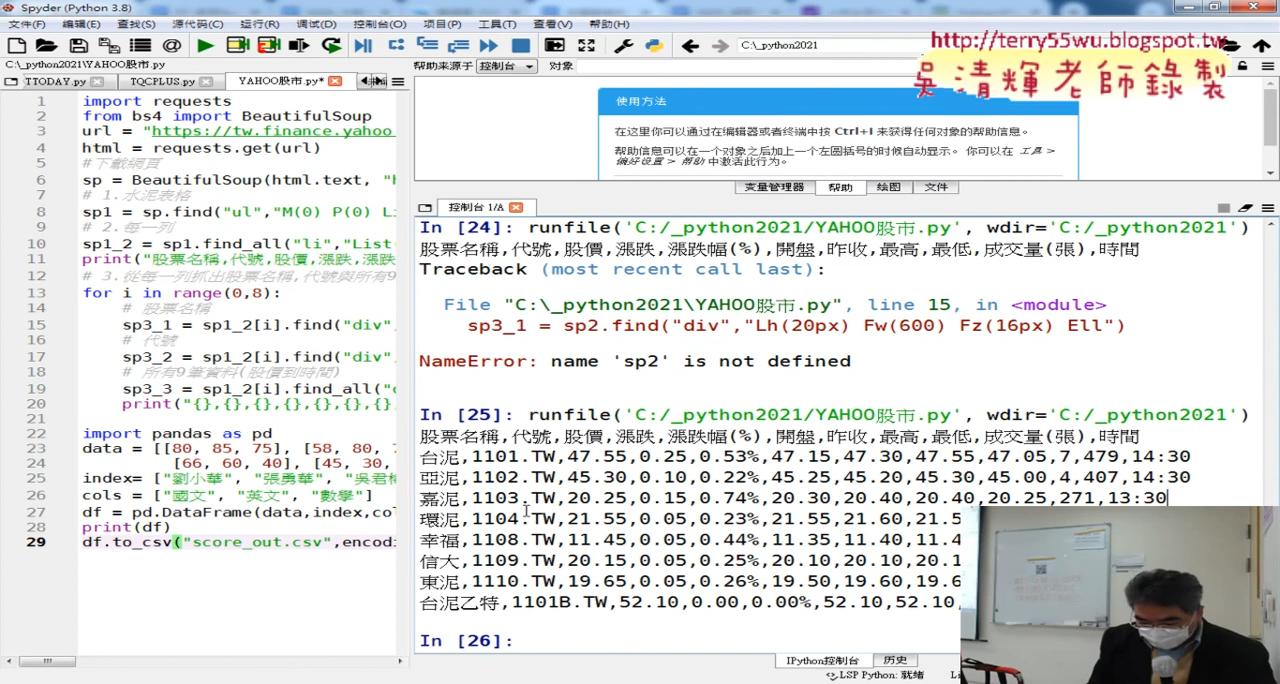 Spyder (Python 3.8)
文件(F) 编辑(E) 查找(S) 源代码(C) 运行(R) 调试(D) 控制台(O) 项目(P) 工具(T) 查看(V) 帮助(H)
C:\_python2021
http://terry55wu.blogspot.tw
吳清輝老師錄製
C:\_python2021\YAHOO股市.py
帮助来源于 控制台 对象
TTODAY.py TQCPLUS.py YAHOO股市.py*
1 import requests
2 from bs4 import BeautifulSoup
3 url = "https://tw.finance.yahoo
4 html = requests.get(url)
5 #下載網頁
6 sp = BeautifulSoup(html.text, "h
7 # 1.水泥表格
8 sp1 = sp.find("ul","M(0) P(0) Li
9 # 2.每一列
10 sp1_2 = sp1.find_all("li","List(
11 print("股票名稱,代號,股價,漲跌,漲跌
12 # 3.從每一列抓出股票名稱,代號與所有9
13 for i in range(0,8):
14 # 股票名稱
15 sp3_1 = sp1_2[i].find("div",
16 # 代號
17 sp3_2 = sp1_2[i].find("div",
18 # 所有9筆資料(股價到時間)
19 sp3_3 = sp1_2[i].find_all("d
20 print("{},{},{},{},{},{},{},
21
22 import pandas as pd
23 data = [[80, 85, 75], [58, 80, 7
24 [66, 60, 40], [45, 30,
25 index= ["劉小華", "張勇華", "吳君
26 cols = ["國文", "英文", "數學"]
27 df = pd.DataFrame(data,index,col
28 print(df)
29 df.to_csv("score_out.csv",encodi
使用方法
在这里你可以通过在编辑器或者终端中按 Ctrl+I 来获得任何对象的帮助信息。
帮助信息可以在一个对象之后加上一个左圆括号的时候自动显示。 你可以在 工具 >
偏好设置 > 帮助 中激活此行为。
变量管理器 帮助 绘图 文件
控制台 1/A
In [24]: runfile('C:/_python2021/YAHOO股市.py', wdir='C:/_python2021')
股票名稱,代號,股價,漲跌,漲跌幅(%),開盤,昨收,最高,最低,成交量(張),時間
Traceback (most recent call last):
File "C:\_python2021\YAHOO股市.py", line 15, in <module>
sp3_1 = sp2.find("div","Lh(20px) Fw(600) Fz(16px) Ell")
NameError: name 'sp2' is not defined
In [25]: runfile('C:/_python2021/YAHOO股市.py', wdir='C:/_python2021')
股票名稱,代號,股價,漲跌,漲跌幅(%),開盤,昨收,最高,最低,成交量(張),時間
台泥,1101.TW,47.55,0.25,0.53%,47.15,47.30,47.55,47.05,7,479,14:30
亞泥,1102.TW,45.30,0.10,0.22%,45.25,45.20,45.30,45.00,4,407,14:30
嘉泥,1103.TW,20.25,0.15,0.74%,20.30,20.40,20.40,20.25,271,13:30
環泥,1104.TW,21.55,0.05,0.23%,21.55,21.60,21.5
幸福,1108.TW,11.45,0.05,0.44%,11.35,11.40,11.4
信大,1109.TW,20.15,0.05,0.25%,20.10,20.10,20.1
東泥,1110.TW,19.65,0.05,0.26%,19.50,19.60,19.6
台泥乙特,1101B.TW,52.10,0.00,0.00%,52.10,52.10,
In [26]:
IPython控制台 历史
LSP Python: 就绪